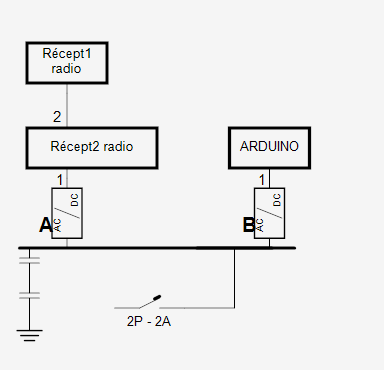 Récept1
radio
2
Récept2 radio
ARDUINO
1
1
DC
DC
A
AC
B
AC
2P - 2A